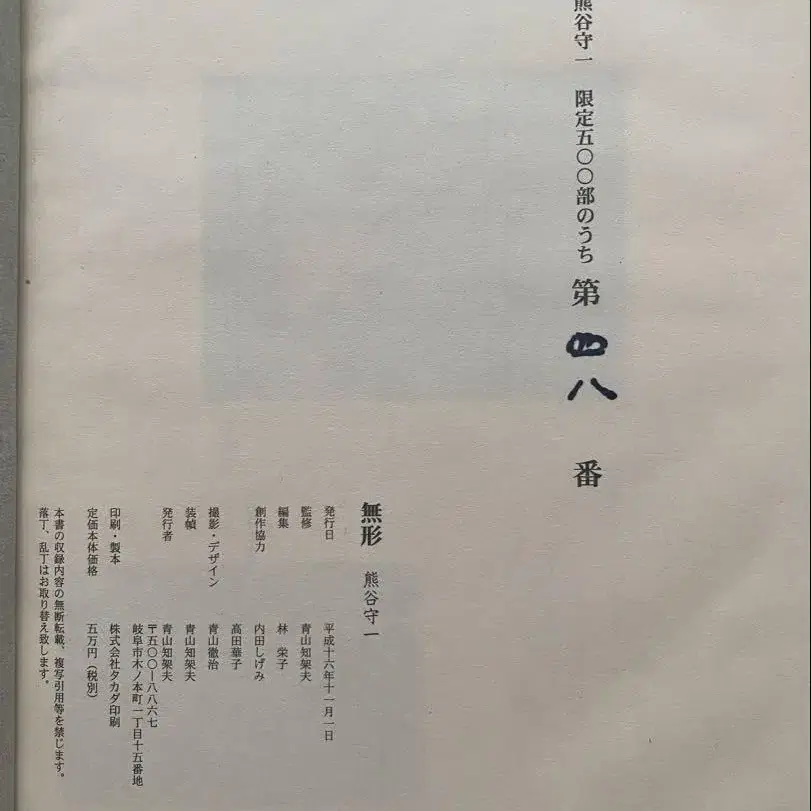 熊谷守一　限定五〇〇部のうち　第四八番
無形　熊谷守一
発行日　平成十六年十一月一日
監修　青山知架夫
編集　林　栄子
創作協力　内田しげみ
高田華子
撮影・デザイン　青山徹治
装幀　青山知架夫
発行者　青山知架夫
〒五〇〇―八八六七
岐阜市木ノ本町一丁目十五番地
印刷・製本　株式会社タカダ印刷
定価本体価格　五万円（税別）
本書の収録内容の無断転載、複写引用等を禁じます。
落丁、乱丁はお取り替え致します。